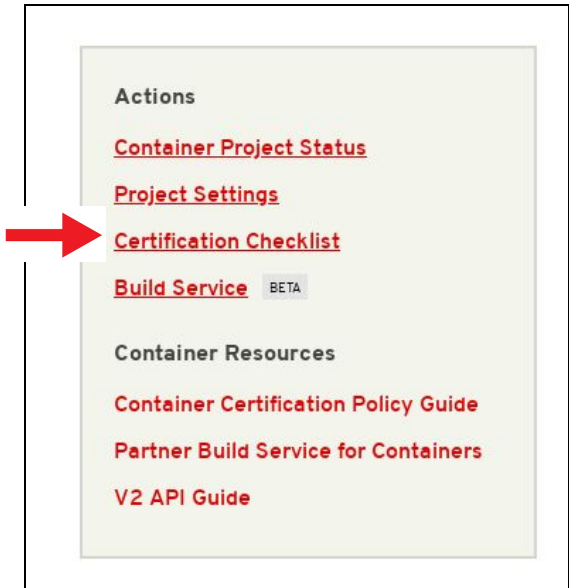 Actions
Container Project Status
Project Settings
Certification Checklist
Build Service BETA
Container Resources
Container Certification Policy Guide
Partner Build Service for Containers
V2 API Guide